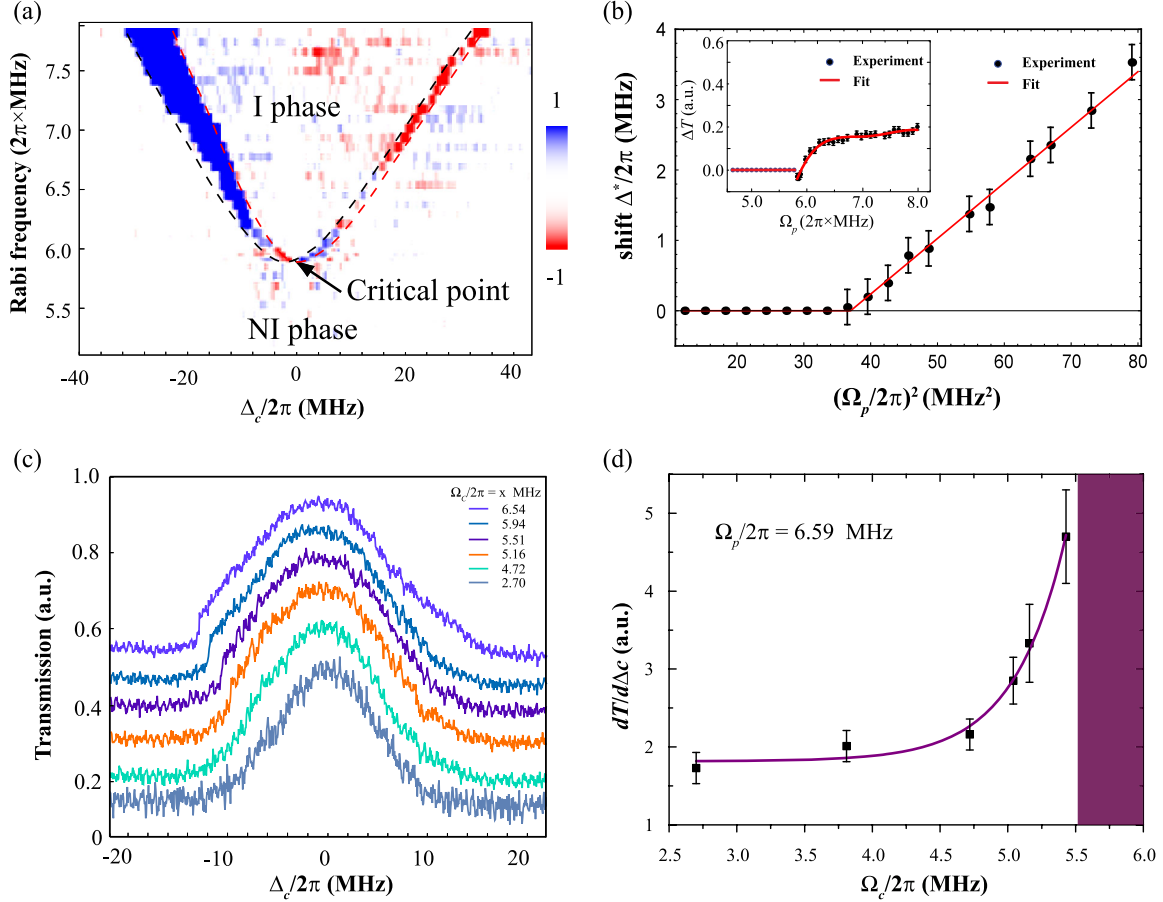 (a)
Rabi frequency (2π×MHz)
7.5
7.0
6.5
6.0
5.5
I phase
NI phase
Critical point
1
-1
-40
-20
0
20
40
Δc/2π (MHz)
(b)
shift Δ*/2π (MHz)
4
3
2
1
0
20
30
40
50
60
70
80
(Ωp/2π)² (MHz²)
Experiment
Fit
ΔT (a.u.)
0.6
0.4
0.2
0.0
5.0
6.0
7.0
8.0
Ωp (2π×MHz)
Experiment
Fit
(c)
Transmission (a.u.)
1.0
0.8
0.6
0.4
0.2
0
Ωc/2π = x MHz
6.54
5.94
5.51
5.16
4.72
2.70
-20
-10
0
10
20
Δc/2π (MHz)
(d)
dT/dΔc (a.u.)
5
4
3
2
1
Ωp/2π = 6.59 MHz
2.5
3.0
3.5
4.0
4.5
5.0
5.5
6.0
Ωc/2π (MHz)